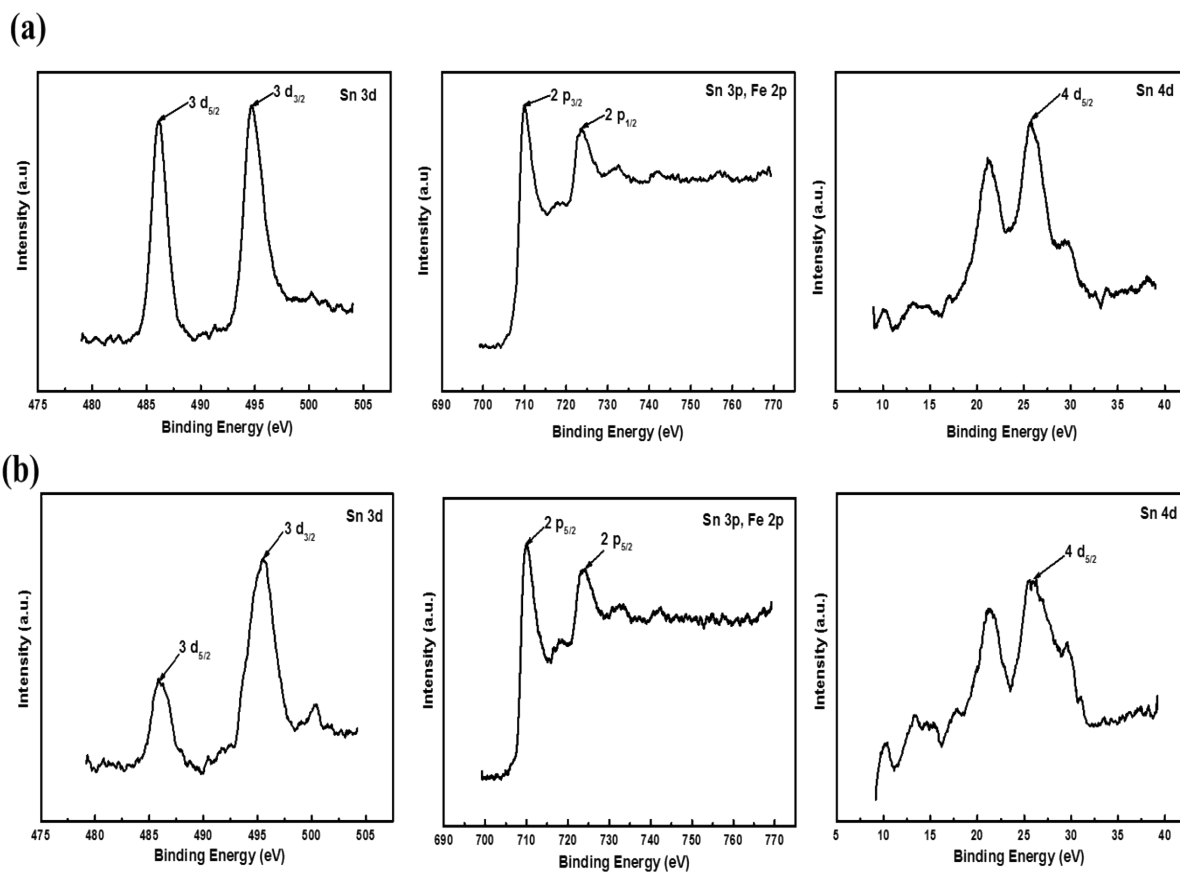 (a)
Sn 3d
3 d5/2
3 d3/2
Intensity (a.u)
475 480 485 490 495 500 505
Binding Energy (eV)
Sn 3p, Fe 2p
2 p3/2
2 p1/2
Intensity (a.u)
690 700 710 720 730 740 750 760 770
Binding Energy (eV)
Sn 4d
4 d5/2
Intensity (a.u.)
5 10 15 20 25 30 35 40
Binding Energy (eV)
(b)
Sn 3d
3 d3/2
3 d5/2
Intensity (a.u.)
475 480 485 490 495 500 505
Binding Energy (eV)
Sn 3p, Fe 2p
2 p5/2
2 p5/2
Intensity (a.u.)
700 710 720 730 740 750 760 770
Binding Energy (eV)
Sn 4d
4 d5/2
Intensity (a.u.)
5 10 15 20 25 30 35 40
Binding Energy (eV)